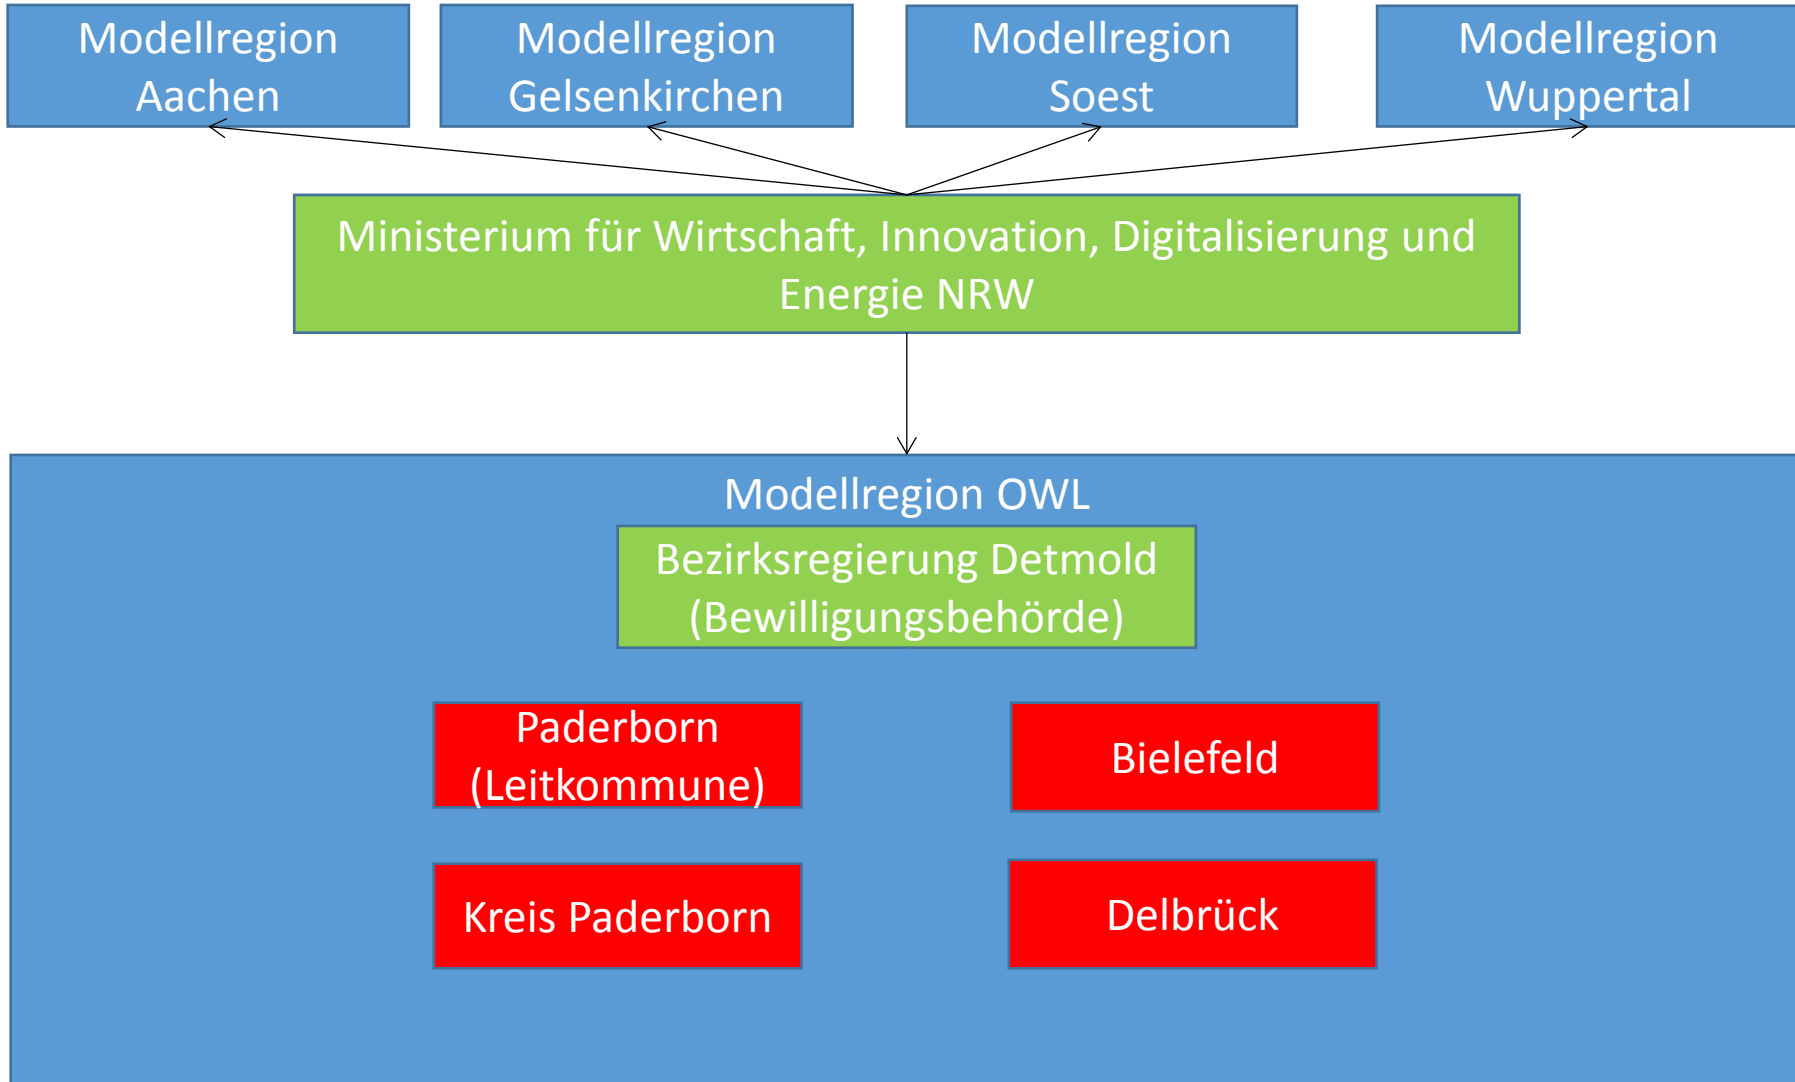 Modellregion
Aachen
Modellregion
Gelsenkirchen
Modellregion
Soest
Modellregion
Wuppertal
Ministerium für Wirtschaft, Innovation, Digitalisierung und
Energie NRW
Modellregion OWL
Bezirksregierung Detmold
(Bewilligungsbehörde)
Paderborn
(Leitkommune)
Bielefeld
Kreis Paderborn
Delbrück